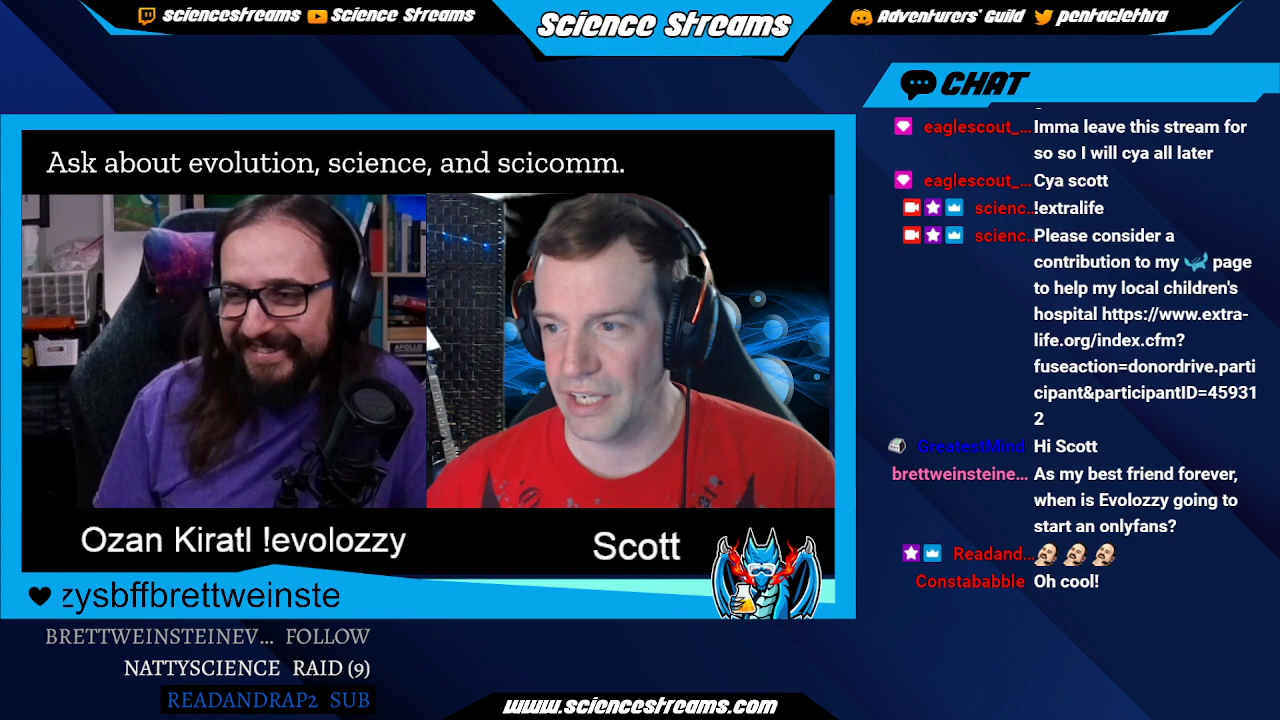 sciencestreams Science Streams
Science Streams
Adventurers' Guild pentaclethra
CHAT
eaglescout_... Imma leave this stream for
so so I will cya all later
eaglescout_... Cya scott
scienc... !extralife
scienc... Please consider a
contribution to my page
to help my local children's
hospital https://www.extra-
life.org/index.cfm?
fuseaction=donordrive.parti
cipant&participantID=45931
2
GreatestMind Hi Scott
brettweinsteine... As my best friend forever,
when is Evolozzy going to
start an onlyfans?
Readand...
Constababble Oh cool!
Ask about evolution, science, and scicomm.
APOLLO
Ozan Kiratl !evolozzy
Scott
zysbffbrettweinste
BRETTWEINSTEINEV... FOLLOW
NATTYSCIENCE RAID (9)
READANDRAP2 SUB
www.sciencestreams.com